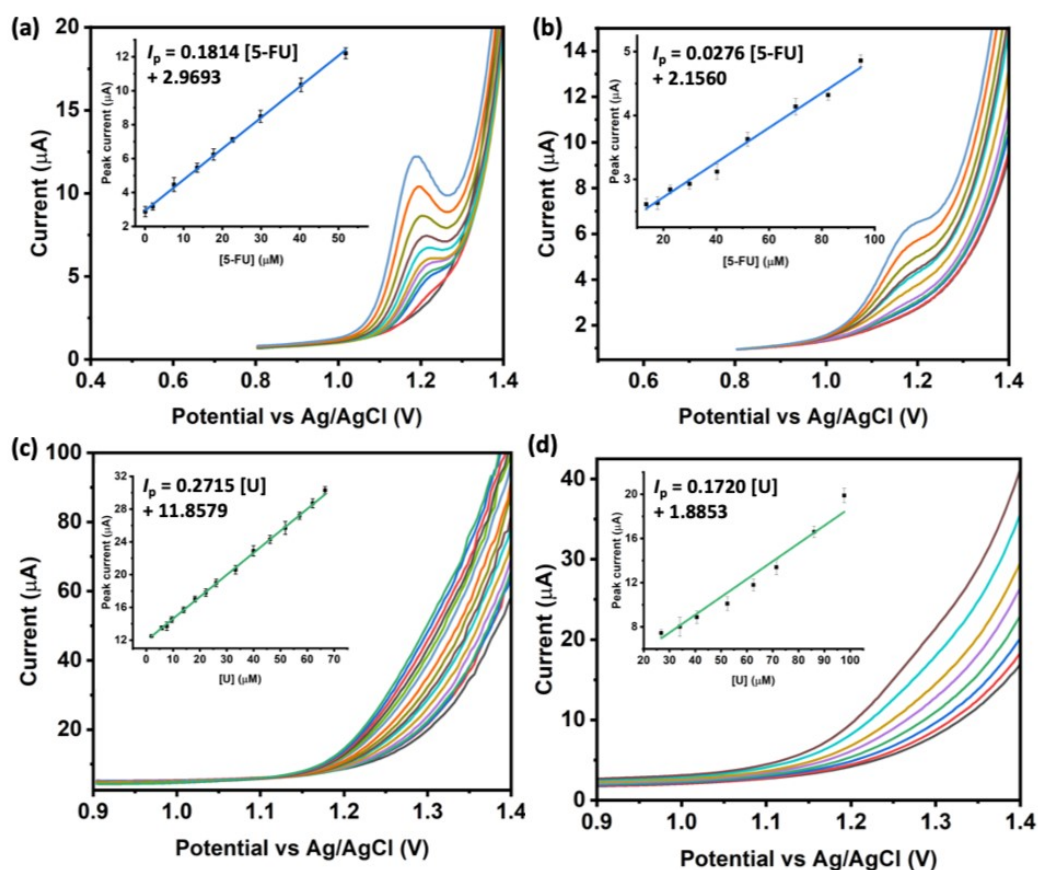 (a)
20
15
10
5
0
Current (µA)
0.4 0.6 0.8 1.0 1.2 1.4
Potential vs Ag/AgCl (V)
Ip = 0.1814 [5-FU]
+ 2.9693
12
10
8
6
4
2
Peak current (µA)
0 10 20 30 40 50
[5-FU] (µM)
(b)
14
12
10
8
6
4
2
Current (µA)
0.6 0.8 1.0 1.2 1.4
Potential vs Ag/AgCl (V)
Ip = 0.0276 [5-FU]
+ 2.1560
5
4
3
Peak current (µA)
20 40 60 80 100
[5-FU] (µM)
(c)
100
80
60
40
20
Current (µA)
0.9 1.0 1.1 1.2 1.3 1.4
Potential vs Ag/AgCl (V)
Ip = 0.2715 [U]
+ 11.8579
32
28
24
20
16
12
Peak current (µA)
0 10 20 30 40 50 60 70
[U] (µM)
(d)
40
30
20
10
0
Current (µA)
0.9 1.0 1.1 1.2 1.3 1.4
Potential vs Ag/AgCl (V)
Ip = 0.1720 [U]
+ 1.8853
20
16
12
8
Peak current (µA)
20 30 40 50 60 70 80 90 100
[U] (µM)